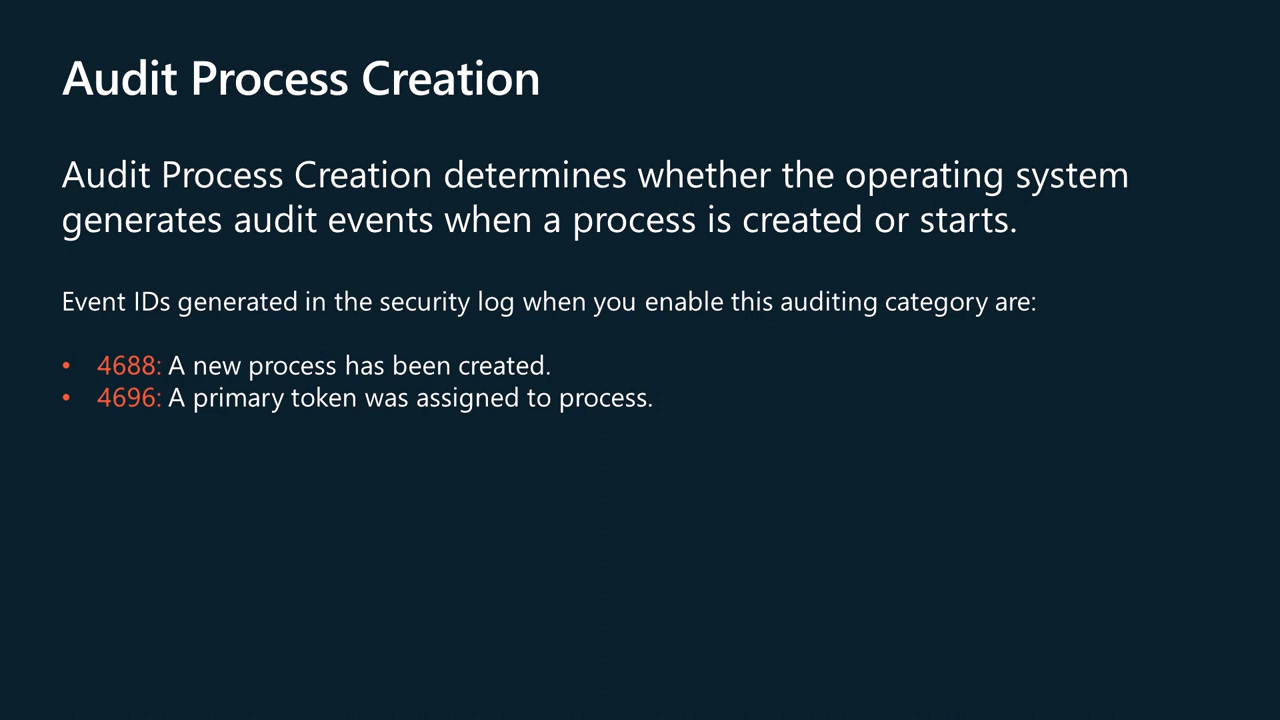 Audit Process Creation
Audit Process Creation determines whether the operating system
generates audit events when a process is created or starts.
Event IDs generated in the security log when you enable this auditing category are:
• 4688: A new process has been created.
• 4696: A primary token was assigned to process.